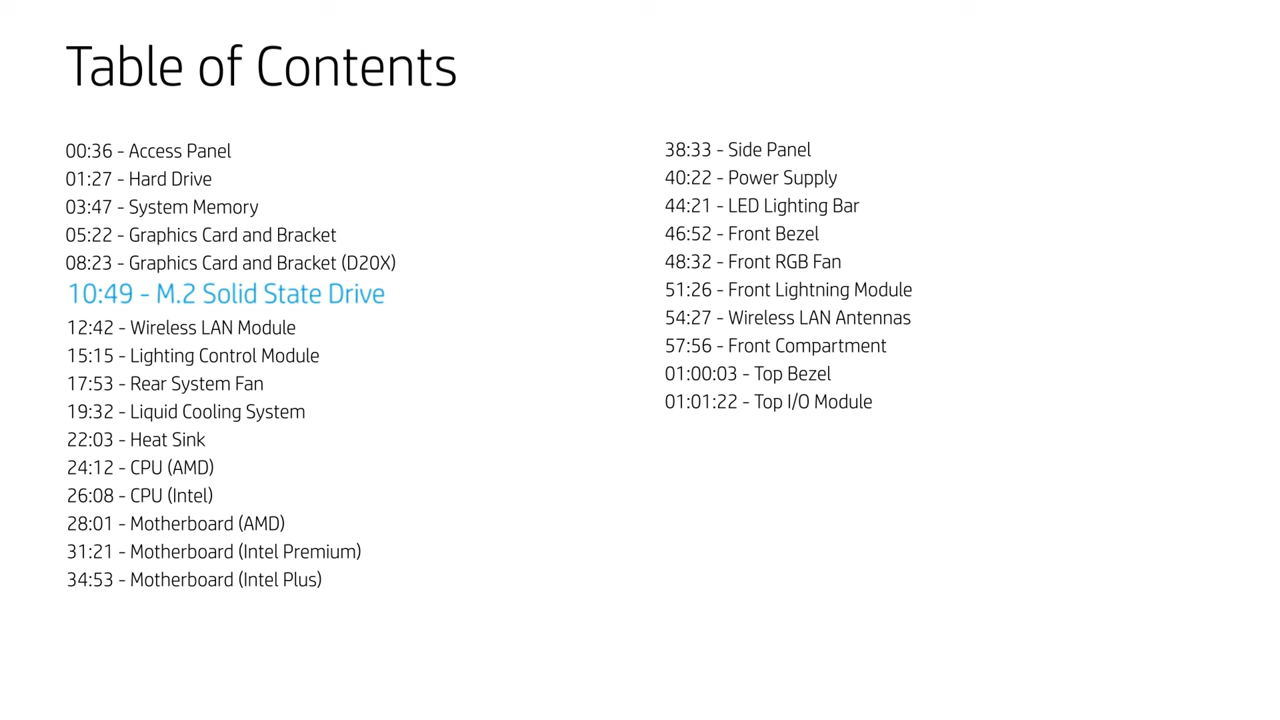 Table of Contents
00:36 - Access Panel
01:27 - Hard Drive
03:47 - System Memory
05:22 - Graphics Card and Bracket
08:23 - Graphics Card and Bracket (D20X)
10:49 - M.2 Solid State Drive
12:42 - Wireless LAN Module
15:15 - Lighting Control Module
17:53 - Rear System Fan
19:32 - Liquid Cooling System
22:03 - Heat Sink
24:12 - CPU (AMD)
26:08 - CPU (Intel)
28:01 - Motherboard (AMD)
31:21 - Motherboard (Intel Premium)
34:53 - Motherboard (Intel Plus)
38:33 - Side Panel
40:22 - Power Supply
44:21 - LED Lighting Bar
46:52 - Front Bezel
48:32 - Front RGB Fan
51:26 - Front Lightning Module
54:27 - Wireless LAN Antennas
57:56 - Front Compartment
01:00:03 - Top Bezel
01:01:22 - Top I/O Module